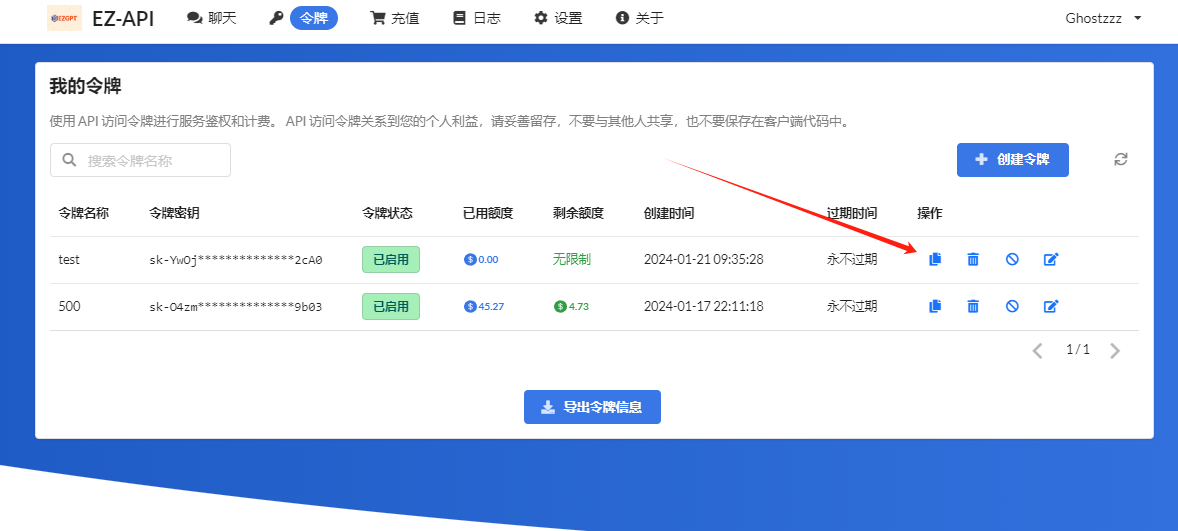 EZGPT EZ-API 聊天 令牌 充值 日志 设置 关于 Ghostzzz
我的令牌
使用 API 访问令牌进行服务鉴权和计费。 API 访问令牌关系到您的个人利益，请妥善留存，不要与其他人共享，也不要保存在客户端代码中。
搜索令牌名称 创建令牌
令牌名称 令牌密钥 令牌状态 已用额度 剩余额度 创建时间 过期时间 操作
test sk-YwOj**************2cA0 已启用 $ 0.00 无限制 2024-01-21 09:35:28 永不过期
500 sk-O4zm**************9b03 已启用 $ 45.27 $ 4.73 2024-01-17 22:11:18 永不过期
1 / 1
导出令牌信息